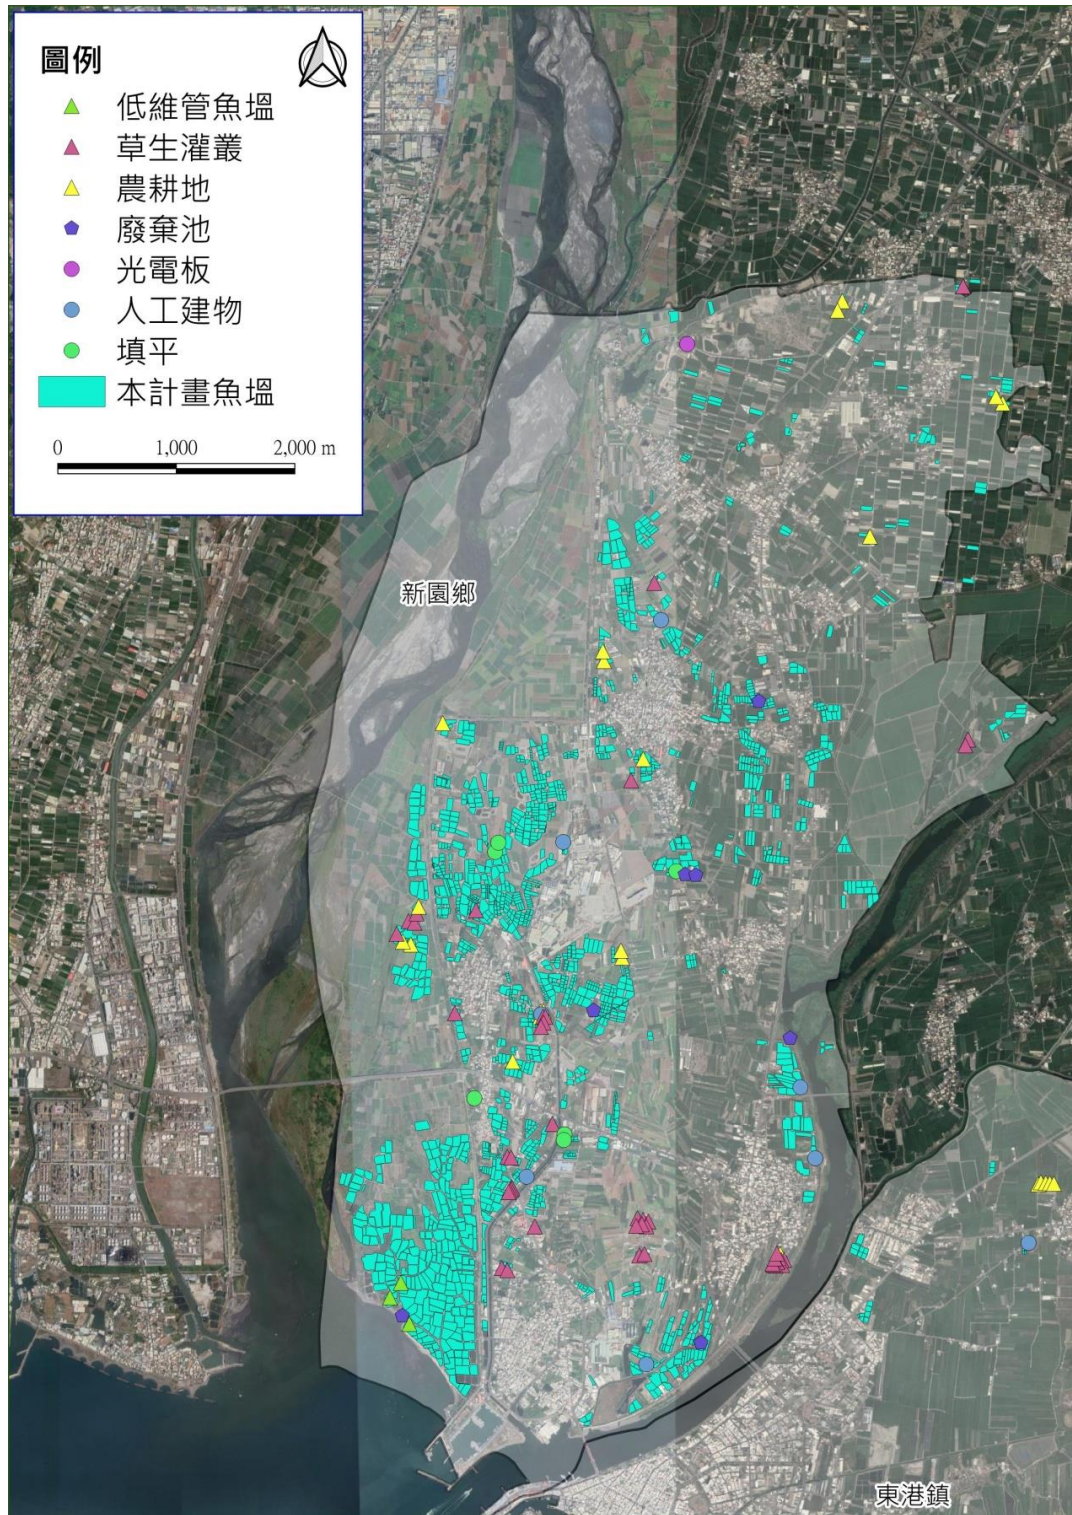 圖例
低維管魚塭
草生灌叢
農耕地
廢棄池
光電板
人工建物
填平
本計畫魚塭
0 1,000 2,000 m
新園鄉
東港鎮